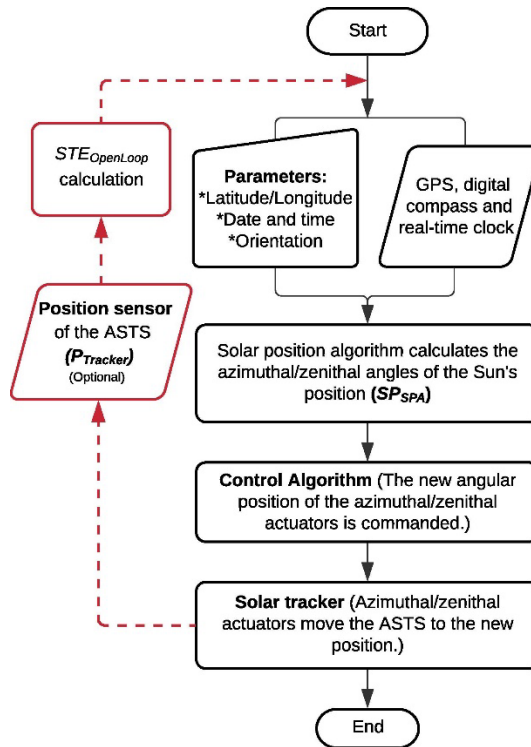 Start
STE_OpenLoop
calculation
Parameters:
*Latitude/Longitude
*Date and time
*Orientation
GPS, digital
compass and
real-time clock
Position sensor
of the ASTS
(P_Tracker)
(Optional)
Solar position algorithm calculates the
azimuthal/zenithal angles of the Sun's
position (SP_SPA)
Control Algorithm (The new angular
position of the azimuthal/zenithal
actuators is commanded.)
Solar tracker (Azimuthal/zenithal
actuators move the ASTS to the new
position.)
End